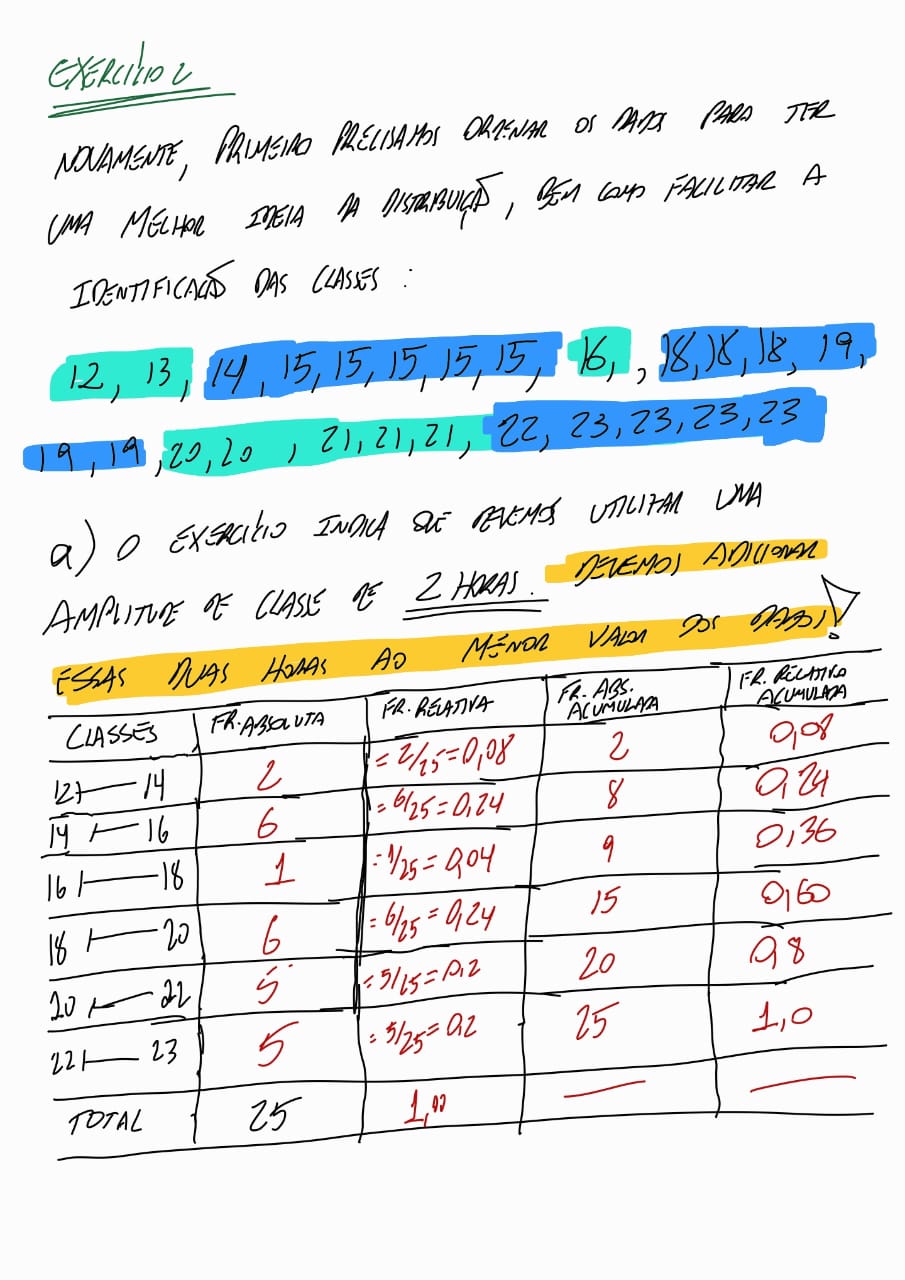 EXERCÍCIO 2
NOVAMENTE, PRIMEIRO PRECISAMOS ORDENAR OS DADOS PARA TER
UMA MELHOR IDEIA DA DISTRIBUIÇÃO, BEM COMO FACILITAR A
IDENTIFICAÇÃO DAS CLASSES :
12, 13, 14, 15, 15, 15, 15, 15, 16, , 18, 18, 18, 19,
19, 19, 20, 20, 21, 21, 21, 22, 23, 23, 23, 23
a) O EXERCÍCIO INDICA QUE DEVEMOS UTILIZAR UMA
AMPLITUDE DE CLASSE DE 2 HORAS. DEVEMOS ADICIONAR
ESSAS DUAS HORAS AO MENOR VALOR DOS DADOS!
CLASSES FR. ABSOLUTA FR. RELATIVA FR. ABS. ACUMULADA FR. RELATIVA ACUMULADA
12 |—— 14 2 = 2/25 = 0,08 2 0,08
14 |—— 16 6 = 6/25 = 0,24 8 0,24
16 |—— 18 1 = 1/25 = 0,04 9 0,36
18 |—— 20 6 = 6/25 = 0,24 15 0,60
20 |—— 22 5 = 5/25 = 0,2 20 0,8
22 |—— 23 5 = 5/25 = 0,2 25 1,0
TOTAL 25 1,00 — —